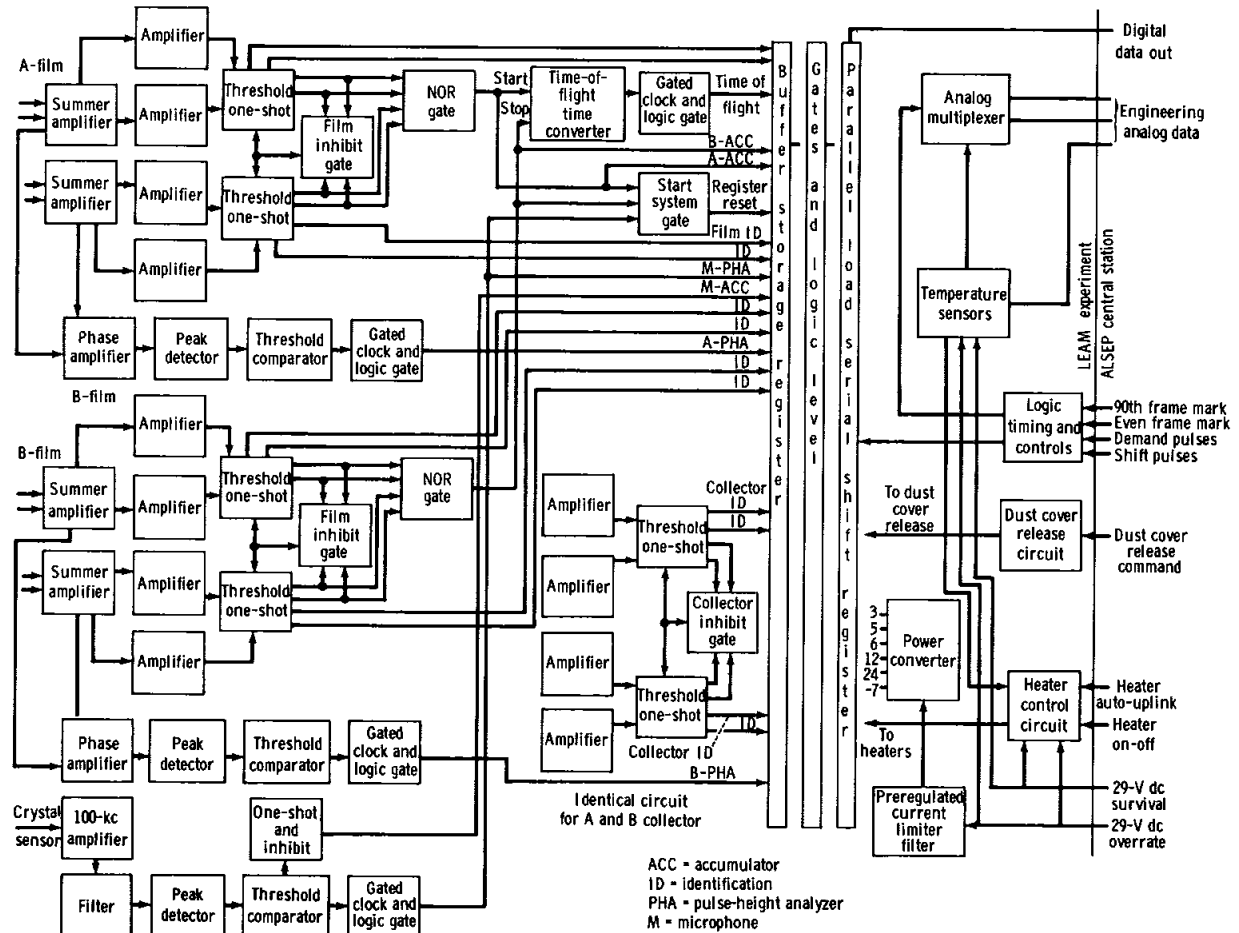 A-film
Summer
amplifier
Amplifier
Amplifier
Threshold
one-shot
Film
inhibit
gate
NOR
gate
Start
Stop
Time-of-
flight
time
converter
Gated
clock and
logic gate
Time of
flight
B-ACC
A-ACC
Start
system
gate
Register
reset
Summer
amplifier
Amplifier
Threshold
one-shot
Amplifier
Film ID
ID
M-PHA
M-ACC
ID
ID
A-PHA
ID
ID
Phase
amplifier
Peak
detector
Threshold
comparator
Gated
clock and
logic gate
B-film
B-film
Summer
amplifier
Amplifier
Amplifier
Threshold
one-shot
Film
inhibit
gate
NOR
gate
Summer
amplifier
Amplifier
Threshold
one-shot
Amplifier
Phase
amplifier
Peak
detector
Threshold
comparator
Gated
clock and
logic gate
B-PHA
Crystal
sensor
100-kc
amplifier
One-shot
and
inhibit
Filter
Peak
detector
Threshold
comparator
Gated
clock and
logic gate
Amplifier
Amplifier
Threshold
one-shot
Collector
ID
ID
Collector
inhibit
gate
Amplifier
Amplifier
Threshold
one-shot
ID
Collector ID
Identical circuit
for A and B collector
ACC = accumulator
ID = identification
PHA = pulse-height analyzer
M = microphone
Buffer storage register
Gates and logic level
Parallel load serial shift register
Digital
data out
Analog
multiplexer
Engineering
analog data
Temperature
sensors
LEAM experiment
ALSEP central station
Logic
timing and
controls
90th frame mark
Even frame mark
Demand pulses
Shift pulses
To dust
cover
release
Dust cover
release
circuit
Dust cover
release
command
3
5
6
12
24
-7
Power
converter
Heater
control
circuit
Heater
auto-uplink
Heater
on-off
To
heaters
Preregulated
current
limiter
filter
29-V dc
survival
29-V dc
overrate